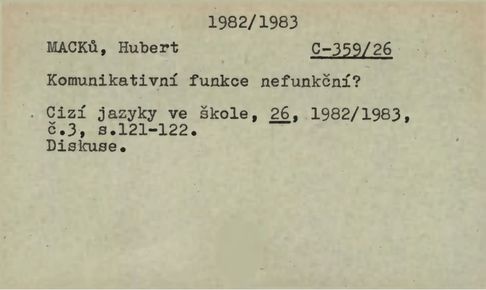 1982/1983
MACKů, Hubert C-359/26
Komunikativní funkce nefunkční?
Cizí jazyky ve škole, 26, 1982/1983,
č.3, s.121-122.
Diskuse.